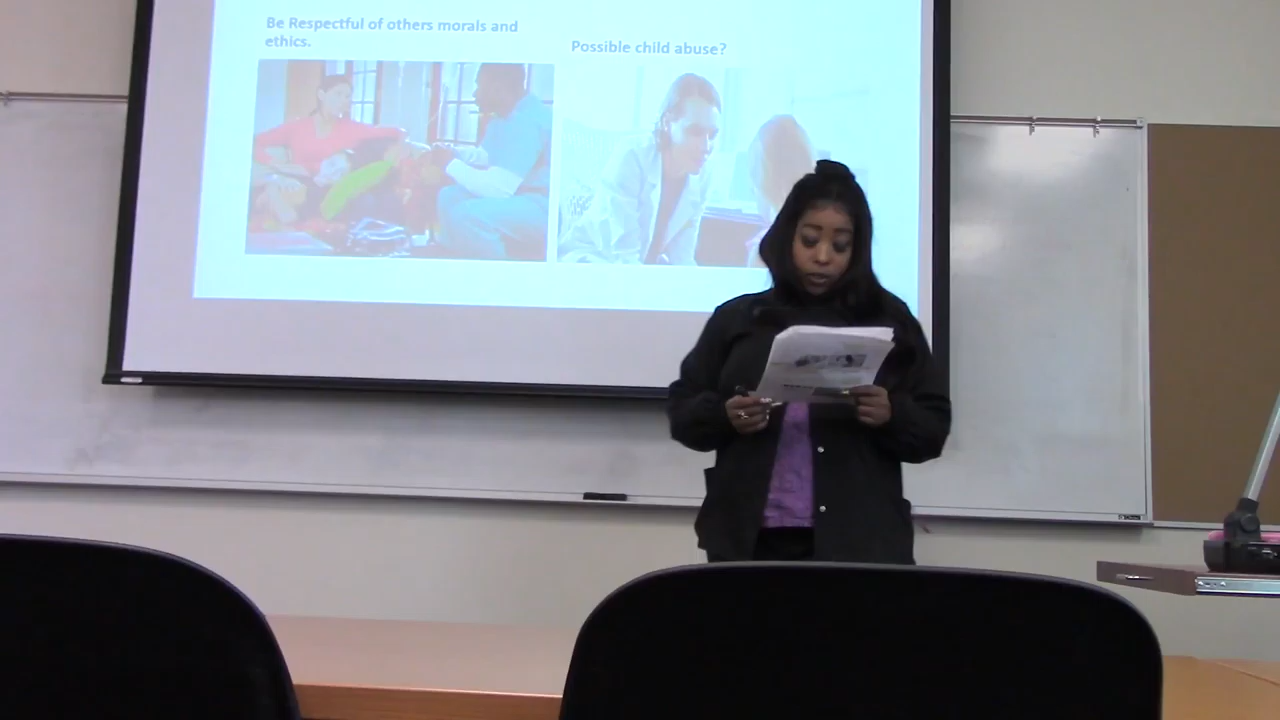 Be Respectful of others morals and
ethics.
Possible child abuse?